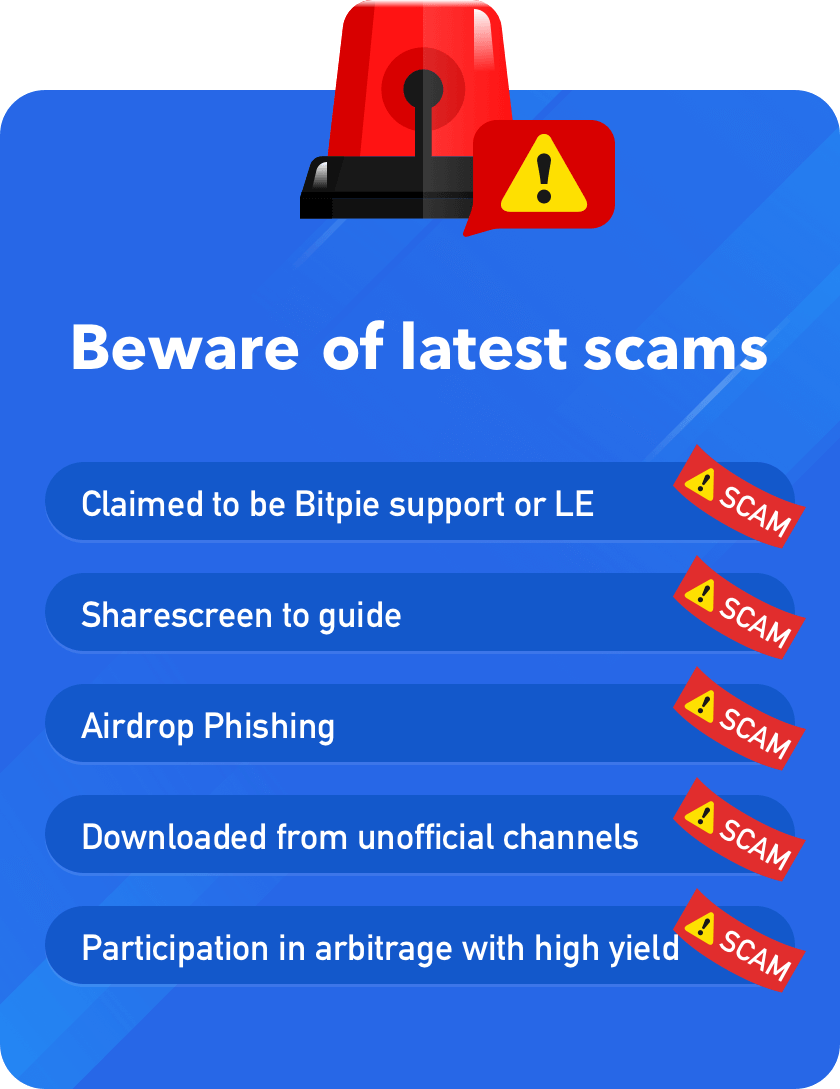 Beware of latest scams
Claimed to be Bitpie support or LE
SCAM
Sharescreen to guide
SCAM
Airdrop Phishing
SCAM
Downloaded from unofficial channels
SCAM
Participation in arbitrage with high yield
SCAM